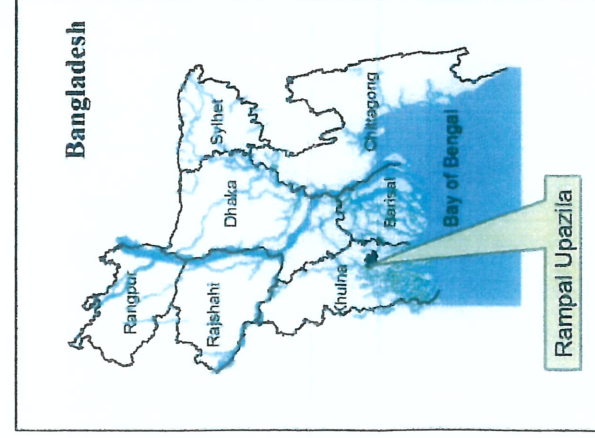 Bangladesh
Rangpur
Rajshahi
Dhaka
Sylhet
Khulna
Barisal
Chittagong
Bay of Bengal
Rampal Upazila